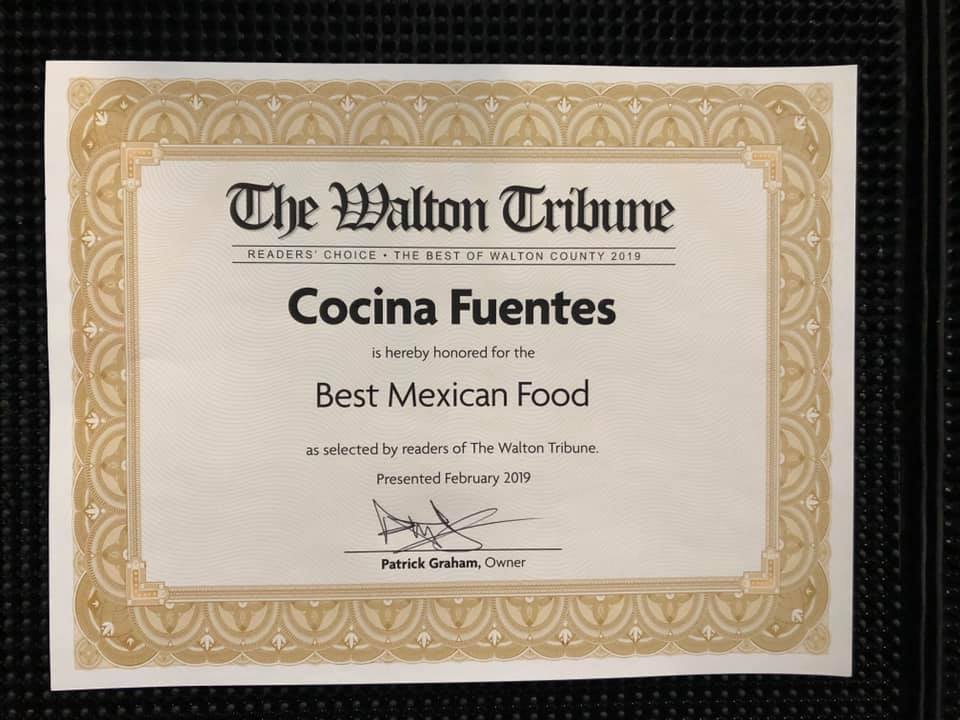 The Walton Tribune
READERS' CHOICE • THE BEST OF WALTON COUNTY 2019
Cocina Fuentes
is hereby honored for the
Best Mexican Food
as selected by readers of The Walton Tribune.
Presented February 2019
Patrick Graham, Owner